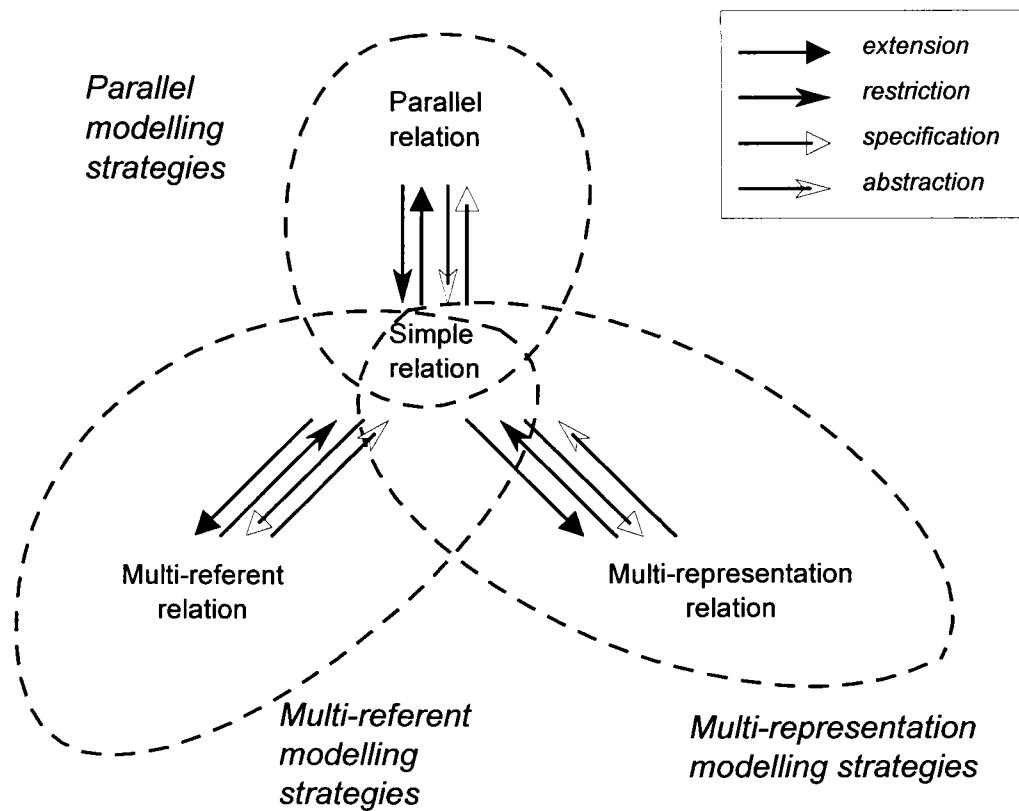 extension
restriction
specification
abstraction
Parallel
modelling
strategies
Parallel
relation
Simple
relation
Multi-referent
relation
Multi-representation
relation
Multi-referent
modelling
strategies
Multi-representation
modelling strategies